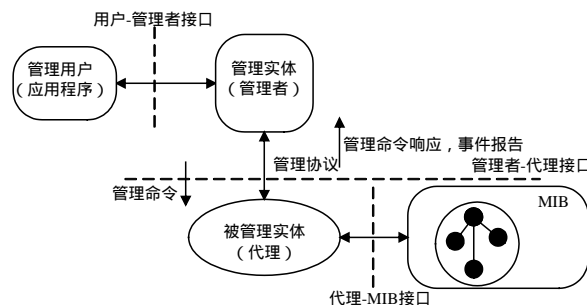 用户-管理者接口
管理用户
（应用程序）
管理实体
（管理者）
管理命令响应，事件报告
管理协议
管理者-代理接口
管理命令
MIB
被管理实体
（代理）
代理-MIB接口